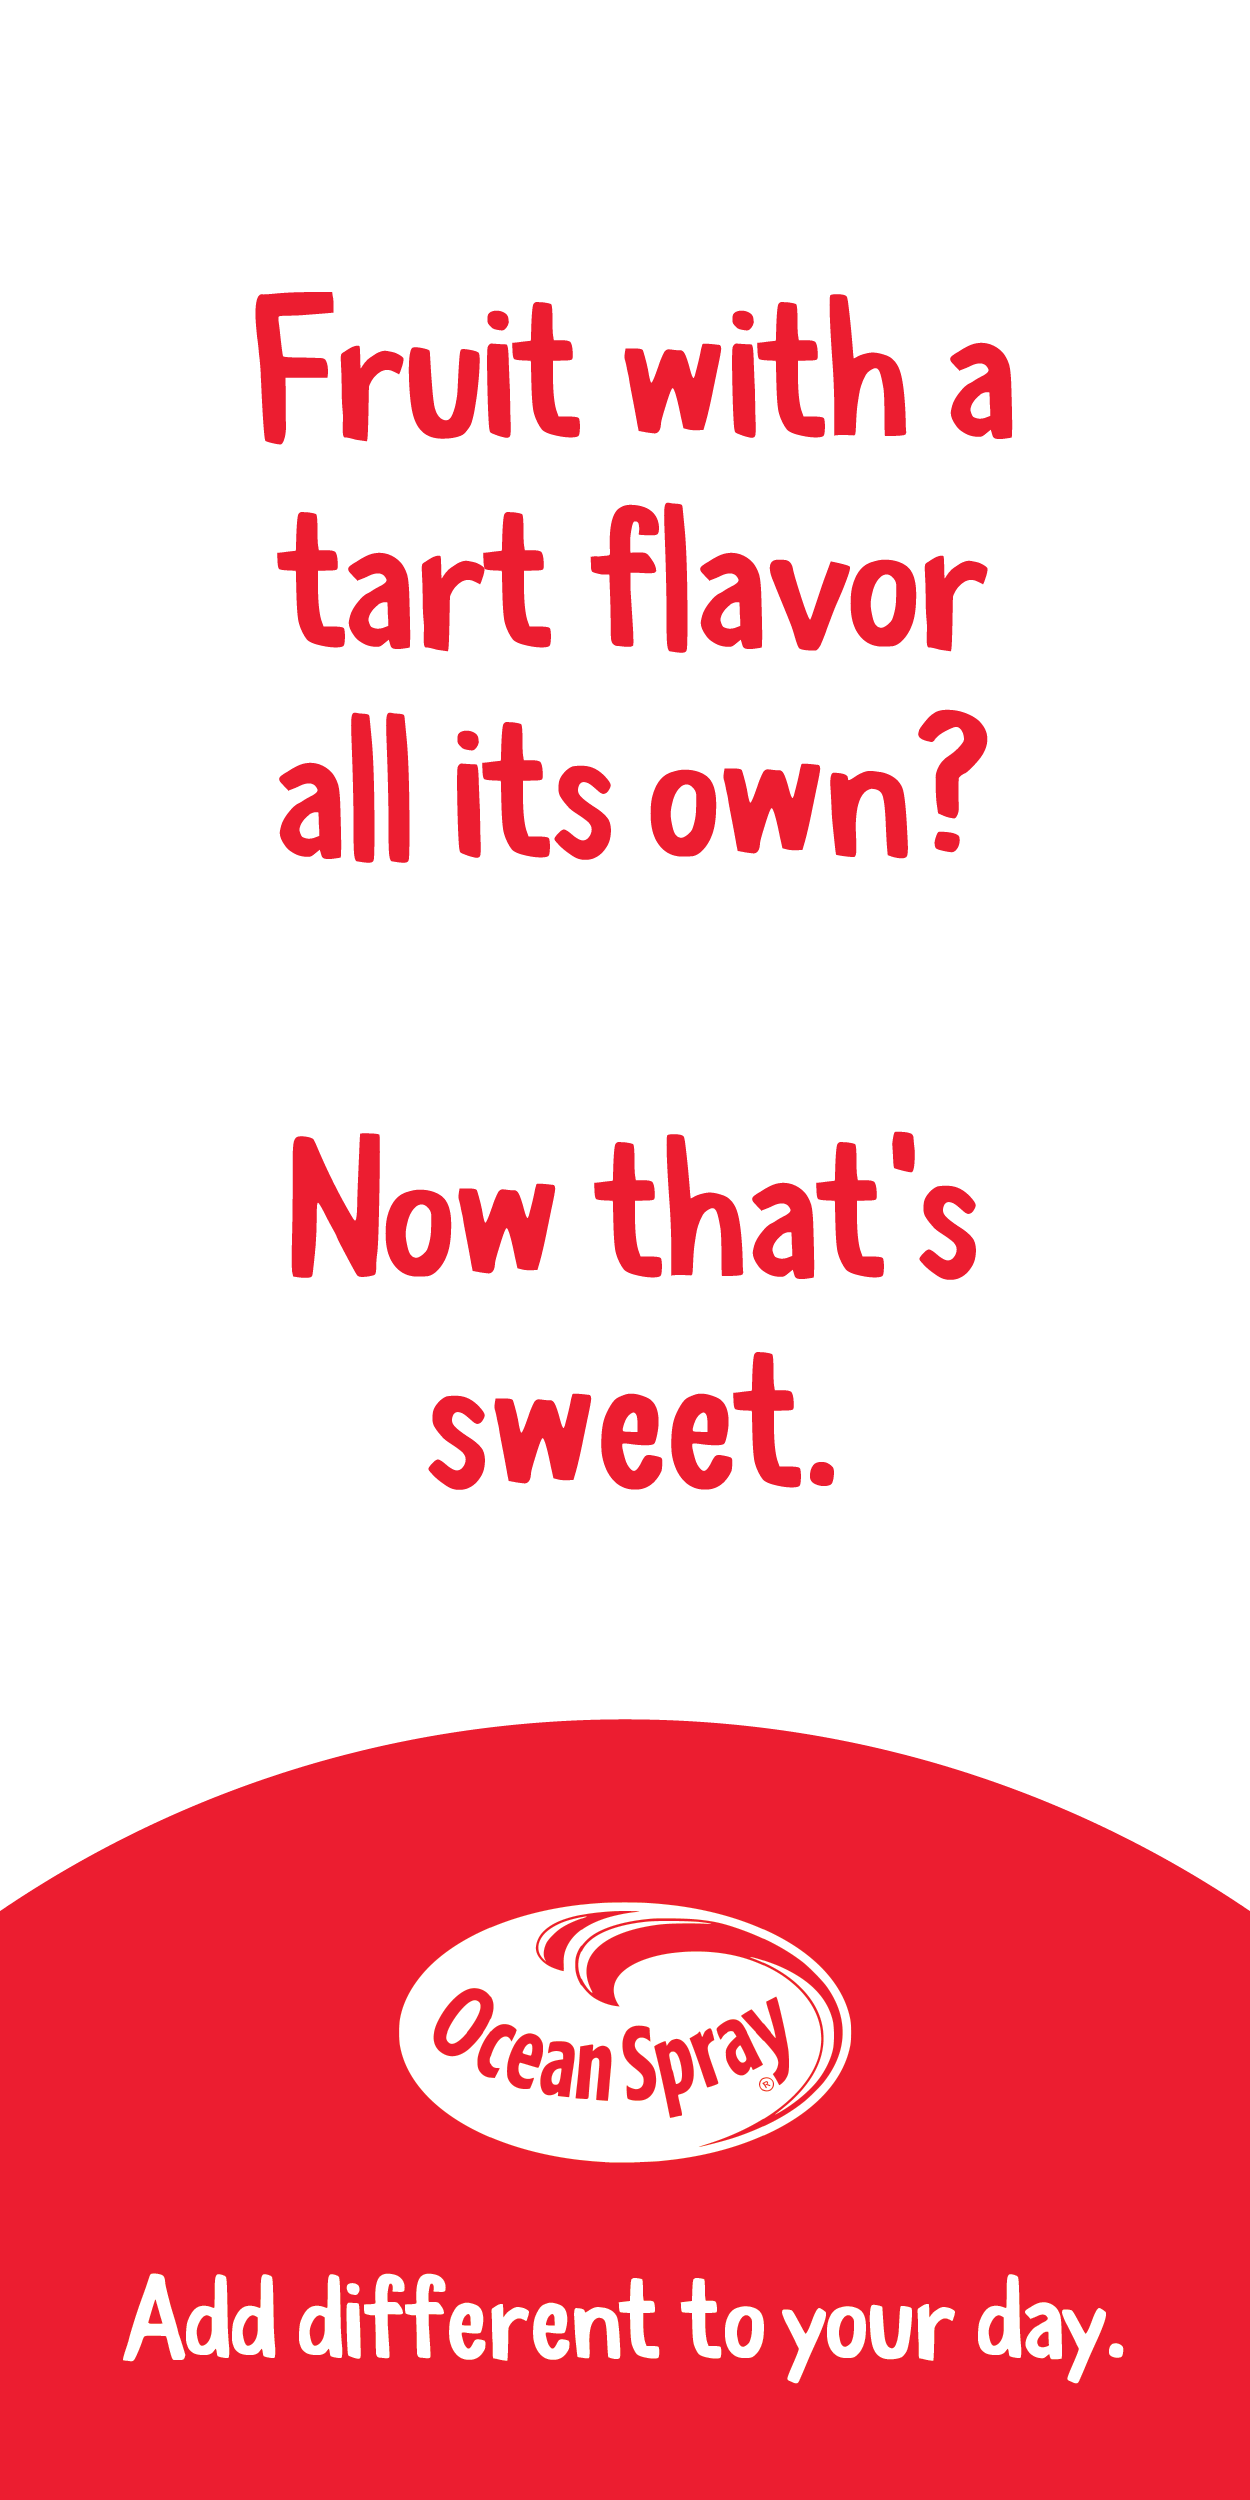 Fruit with a
tart flavor
all its own?
Now that's
sweet.
Ocean Spray®
Add different to your day.